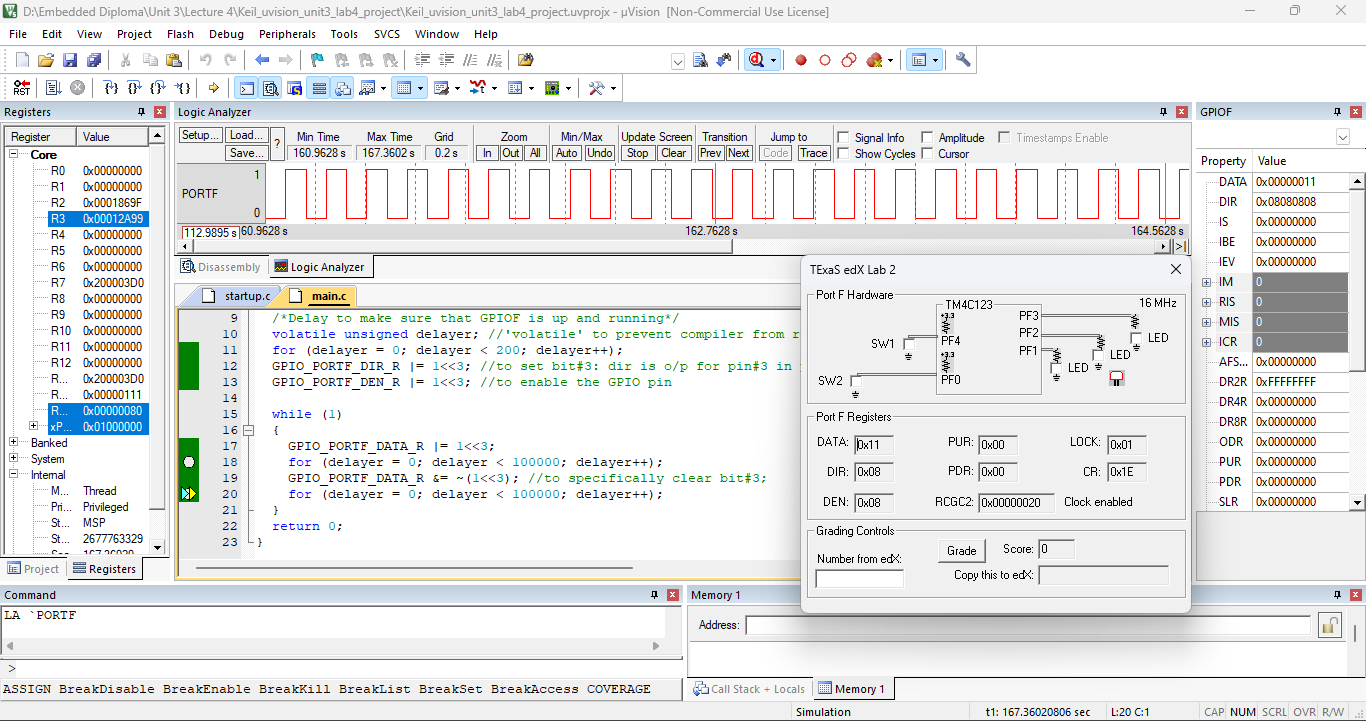 D:\Embedded Diploma\Unit 3\Lecture 4\Keil_uvision_unit3_lab4_project\Keil_uvision_unit3_lab4_project.uvprojx - µVision [Non-Commercial Use License]
File Edit View Project Flash Debug Peripherals Tools SVCS Window Help
RST
Registers
Register Value
Core
R0 0x00000000
R1 0x00000000
R2 0x0001869F
R3 0x00012A99
R4 0x00000000
R5 0x00000000
R6 0x00000000
R7 0x200003D0
R8 0x00000000
R9 0x00000000
R10 0x00000000
R11 0x00000000
R12 0x00000000
R... 0x200003D0
R... 0x00000111
R... 0x00000080
xP... 0x01000000
Banked
System
Internal
M... Thread
Pri... Privileged
St... MSP
St... 2677763329
Project Registers
Logic Analyzer
Setup... Load... Save... ?
Min Time Max Time Grid Zoom Min/Max Update Screen Transition Jump to Signal Info Amplitude Timestamps Enable
160.9628 s 167.3602 s 0.2 s In Out All Auto Undo Stop Clear Prev Next Code Trace Show Cycles Cursor
PORTF
1
0
112.9895 s 60.9628 s 162.7628 s 164.5628 s
Disassembly Logic Analyzer
startup.c main.c
9 /*Delay to make sure that GPIOF is up and running*/
10 volatile unsigned delayer; //'volatile' to prevent compiler from r
11 for (delayer = 0; delayer < 200; delayer++);
12 GPIO_PORTF_DIR_R |= 1<<3; //to set bit#3: dir is o/p for pin#3 in
13 GPIO_PORTF_DEN_R |= 1<<3; //to enable the GPIO pin
14
15 while (1)
16 {
17 GPIO_PORTF_DATA_R |= 1<<3;
18 for (delayer = 0; delayer < 100000; delayer++);
19 GPIO_PORTF_DATA_R &= ~(1<<3); //to specifically clear bit#3;
20 for (delayer = 0; delayer < 100000; delayer++);
21 }
22 return 0;
23 }
TExaS edX Lab 2
Port F Hardware
TM4C123 16 MHz
+3.3
PF3
PF2
PF1
SW1 PF4
+3.3
SW2 PF0
LED
LED
LED
Port F Registers
DATA: 0x11 PUR: 0x00 LOCK: 0x01
DIR: 0x08 PDR: 0x00 CR: 0x1E
DEN: 0x08 RCGC2: 0x00000020 Clock enabled
Grading Controls
Number from edX: Grade Score: 0
Copy this to edX:
GPIOF
Property Value
DATA 0x00000011
DIR 0x08080808
IS 0x00000000
IBE 0x00000000
IEV 0x00000000
IM 0
RIS 0
MIS 0
ICR 0
AFS... 0x00000000
DR2R 0xFFFFFFFF
DR4R 0x00000000
DR8R 0x00000000
ODR 0x00000000
PUR 0x00000000
PDR 0x00000000
SLR 0x00000000
Command
LA `PORTF
>
ASSIGN BreakDisable BreakEnable BreakKill BreakList BreakSet BreakAccess COVERAGE
Memory 1
Address:
Call Stack + Locals Memory 1
Simulation t1: 167.36020806 sec L:20 C:1 CAP NUM SCRL OVR R/W